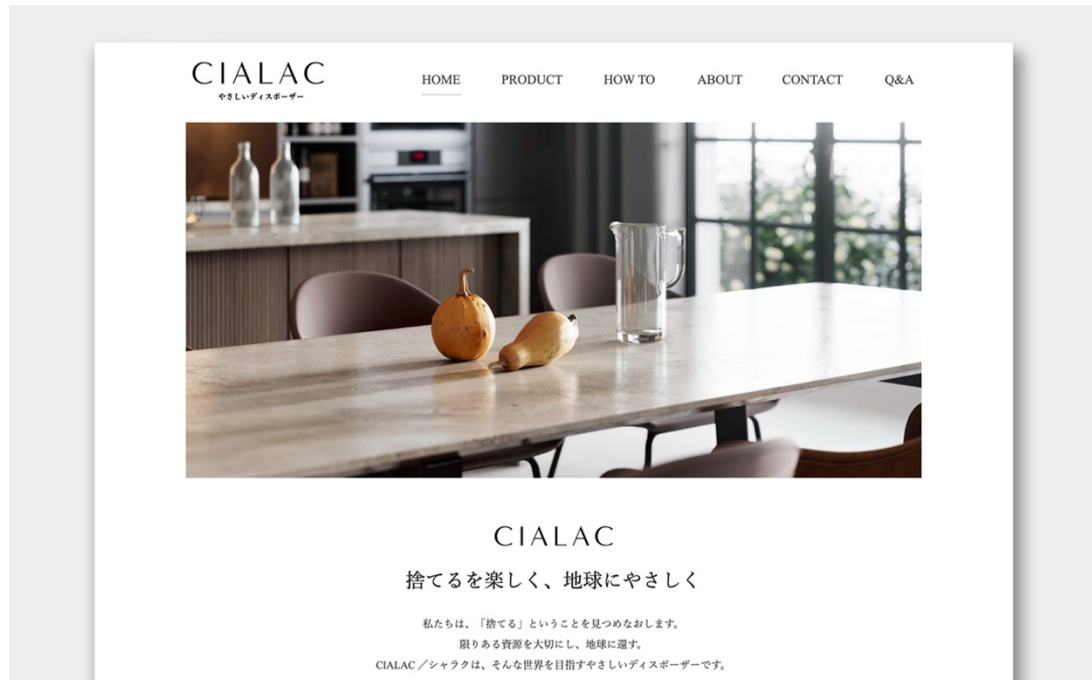 CIALAC
やさしいディスポーザー
HOME PRODUCT HOW TO ABOUT CONTACT Q&A
CIALAC
捨てるを楽しく、地球にやさしく
私たちは、「捨てる」ということを見つめなおします。
限りある資源を大切にし、地球に還す。
CIALAC／シャラクは、そんな世界を目指すやさしいディスポーザーです。